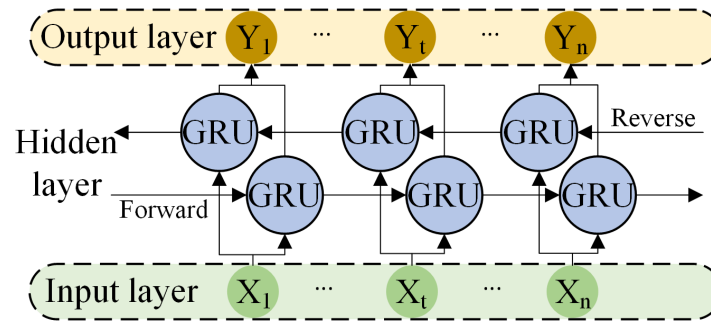 Output layer Y1 ... Yt ... Yn
GRU GRU GRU Reverse
Hidden
layer
GRU GRU GRU
Forward
Input layer X1 ... Xt ... Xn